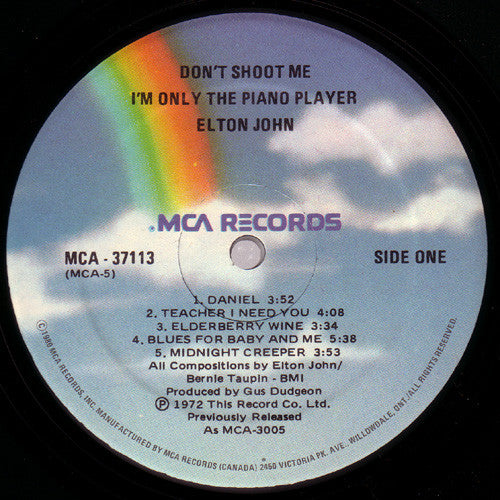 DON'T SHOOT ME
I'M ONLY THE PIANO PLAYER
ELTON JOHN
MCA RECORDS
MCA - 37113
(MCA-5)
SIDE ONE
1. DANIEL 3:52
2. TEACHER I NEED YOU 4:08
3. ELDERBERRY WINE 3:34
4. BLUES FOR BABY AND ME 5:38
5. MIDNIGHT CREEPER 3:53
All Compositions by Elton John/
Bernie Taupin - BMI
Produced by Gus Dudgeon
Ⓟ 1972 This Record Co. Ltd.
Previously Released
As MCA-3005
MCA RECORDS, INC. MANUFACTURED BY MCA RECORDS (CANADA) 2450 VICTORIA PK. AVE., WILLOWDALE, ONT./ALL RIGHTS RESERVED.